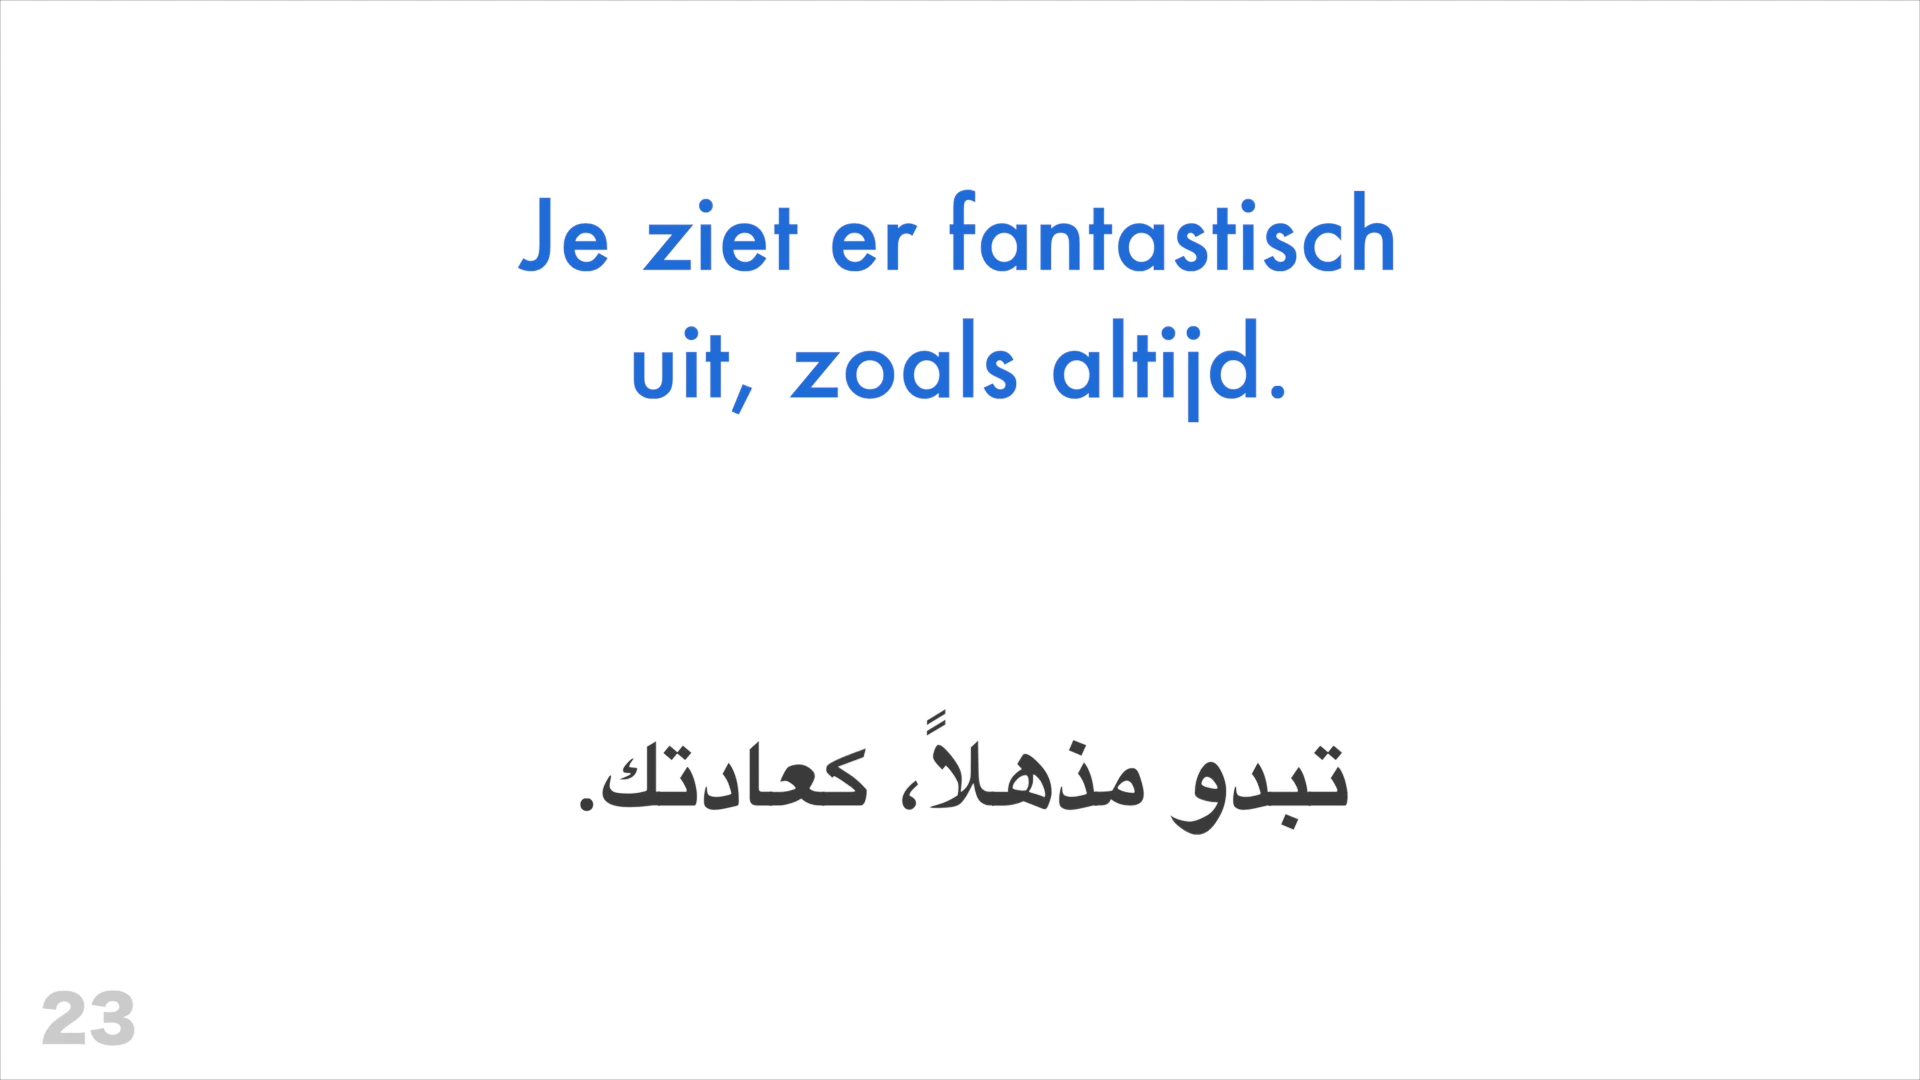 Je ziet er fantastisch
uit, zoals altijd.
تبدو مذهلاً، كعادتك.
23